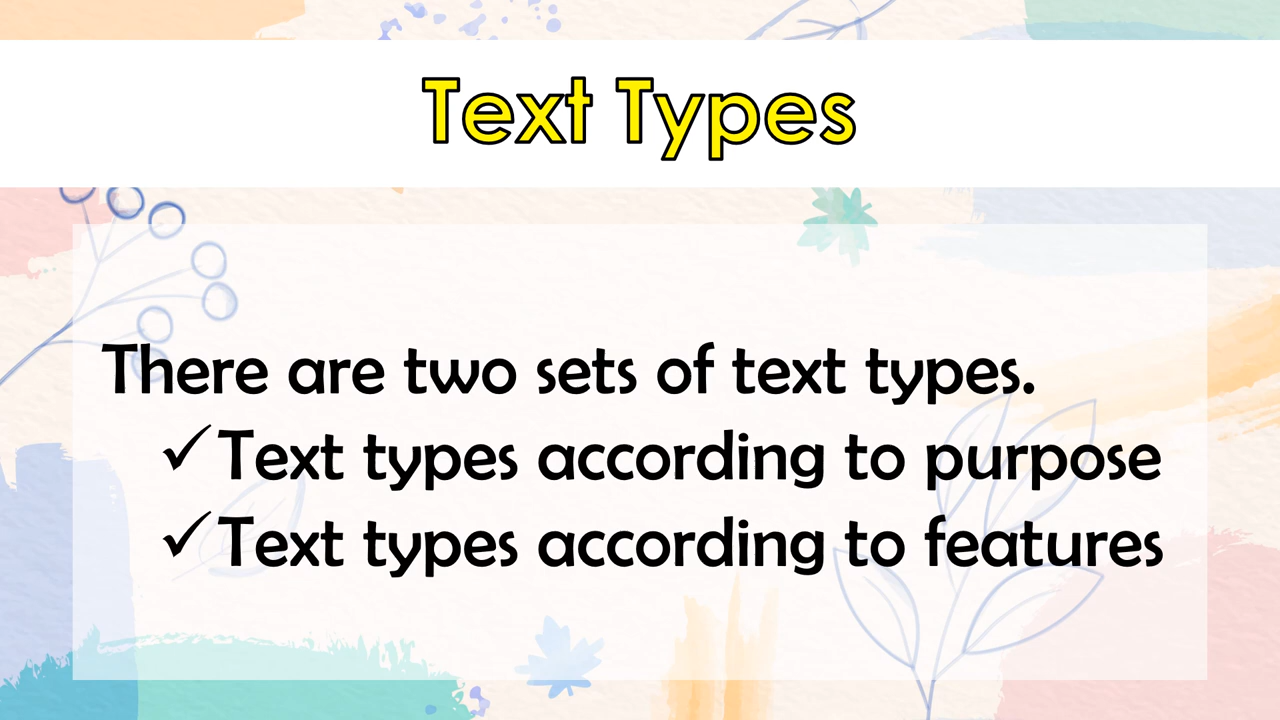 Text Types
There are two sets of text types.
✓Text types according to purpose
✓Text types according to features